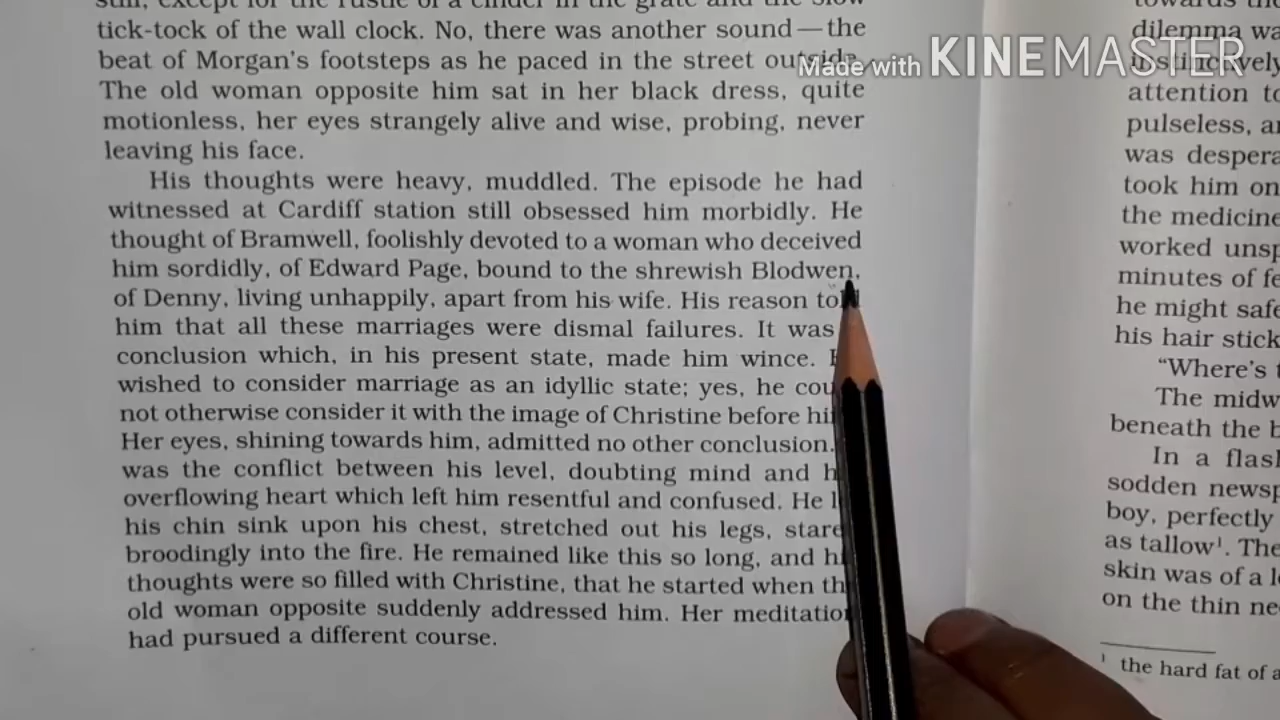 still, except for the rustle of a cinder in the grate and the slow
tick-tock of the wall clock. No, there was another sound — the
beat of Morgan's footsteps as he paced in the street outside.
The old woman opposite him sat in her black dress, quite
motionless, her eyes strangely alive and wise, probing, never
leaving his face.
His thoughts were heavy, muddled. The episode he had
witnessed at Cardiff station still obsessed him morbidly. He
thought of Bramwell, foolishly devoted to a woman who deceived
him sordidly, of Edward Page, bound to the shrewish Blodwen,
of Denny, living unhappily, apart from his wife. His reason told
him that all these marriages were dismal failures. It was
conclusion which, in his present state, made him wince.
wished to consider marriage as an idyllic state; yes, he
not otherwise consider it with the image of Christine before
Her eyes, shining towards him, admitted no other conclusion.
was the conflict between his level, doubting mind and
overflowing heart which left him resentful and confused. He
his chin sink upon his chest, stretched out his legs,
broodingly into the fire. He remained like this so long, and
thoughts were so filled with Christine, that he started when
old woman opposite suddenly addressed him. Her
had pursued a different course.
towards
dilemma
instinctively
attention
pulseless,
was
took him
the medicine
worked
minutes of
he might
his hair
“Where's
The
beneath the
In a
sodden
boy, perfectly
as tallow¹. The
skin was of a
on the thin
¹ the hard fat of
Made with KINEMASTER